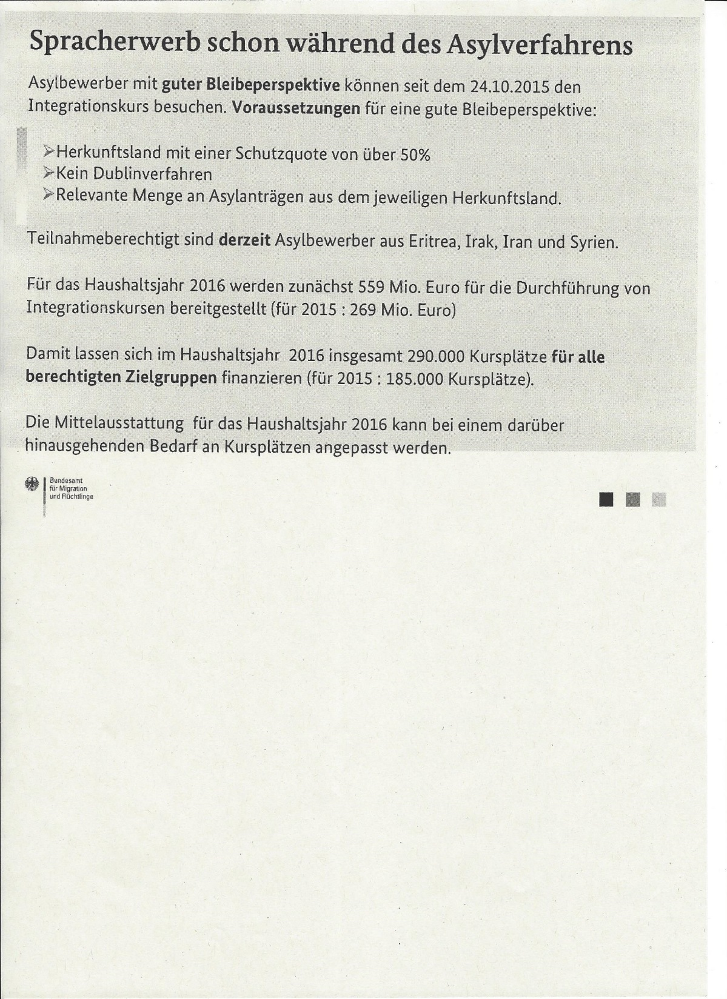 Spracherwerb schon während des Asylverfahrens
Asylbewerber mit guter Bleibeperspektive können seit dem 24.10.2015 den
Integrationskurs besuchen. Voraussetzungen für eine gute Bleibeperspektive:
➢Herkunftsland mit einer Schutzquote von über 50%
➢Kein Dublinverfahren
➢Relevante Menge an Asylanträgen aus dem jeweiligen Herkunftsland.
Teilnahmeberechtigt sind derzeit Asylbewerber aus Eritrea, Irak, Iran und Syrien.
Für das Haushaltsjahr 2016 werden zunächst 559 Mio. Euro für die Durchführung von
Integrationskursen bereitgestellt (für 2015 : 269 Mio. Euro)
Damit lassen sich im Haushaltsjahr 2016 insgesamt 290.000 Kursplätze für alle
berechtigten Zielgruppen finanzieren (für 2015 : 185.000 Kursplätze).
Die Mittelausstattung für das Haushaltsjahr 2016 kann bei einem darüber
hinausgehenden Bedarf an Kursplätzen angepasst werden.
Bundesamt
für Migration
und Flüchtlinge